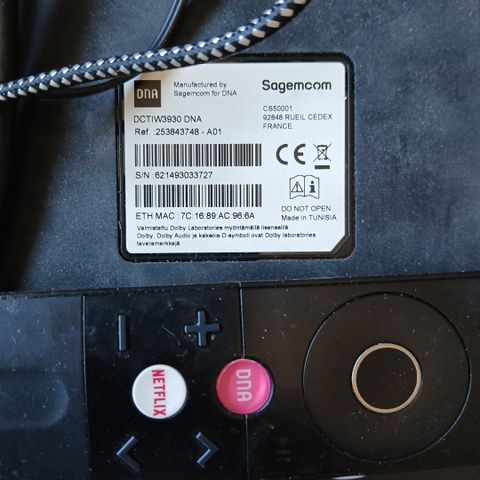 DNA
Manufactured by
Sagemcom for DNA
Sagemcom
DCTIW3930 DNA
Ref. :253843748 - A01
CS50001
92848 RUEIL CEDEX
FRANCE
S/N :621493033727
ETH MAC : 7C:16:89:AC:96:6A
DO NOT OPEN
Made in TUNISIA
Valmistettu Dolby Laboratories myöntämällä lisenssillä.
Dolby, Dolby Audio ja kaksois-D-symboli ovat Dolby laboratories
tavaramerkkejä
NETFLIX
DNA